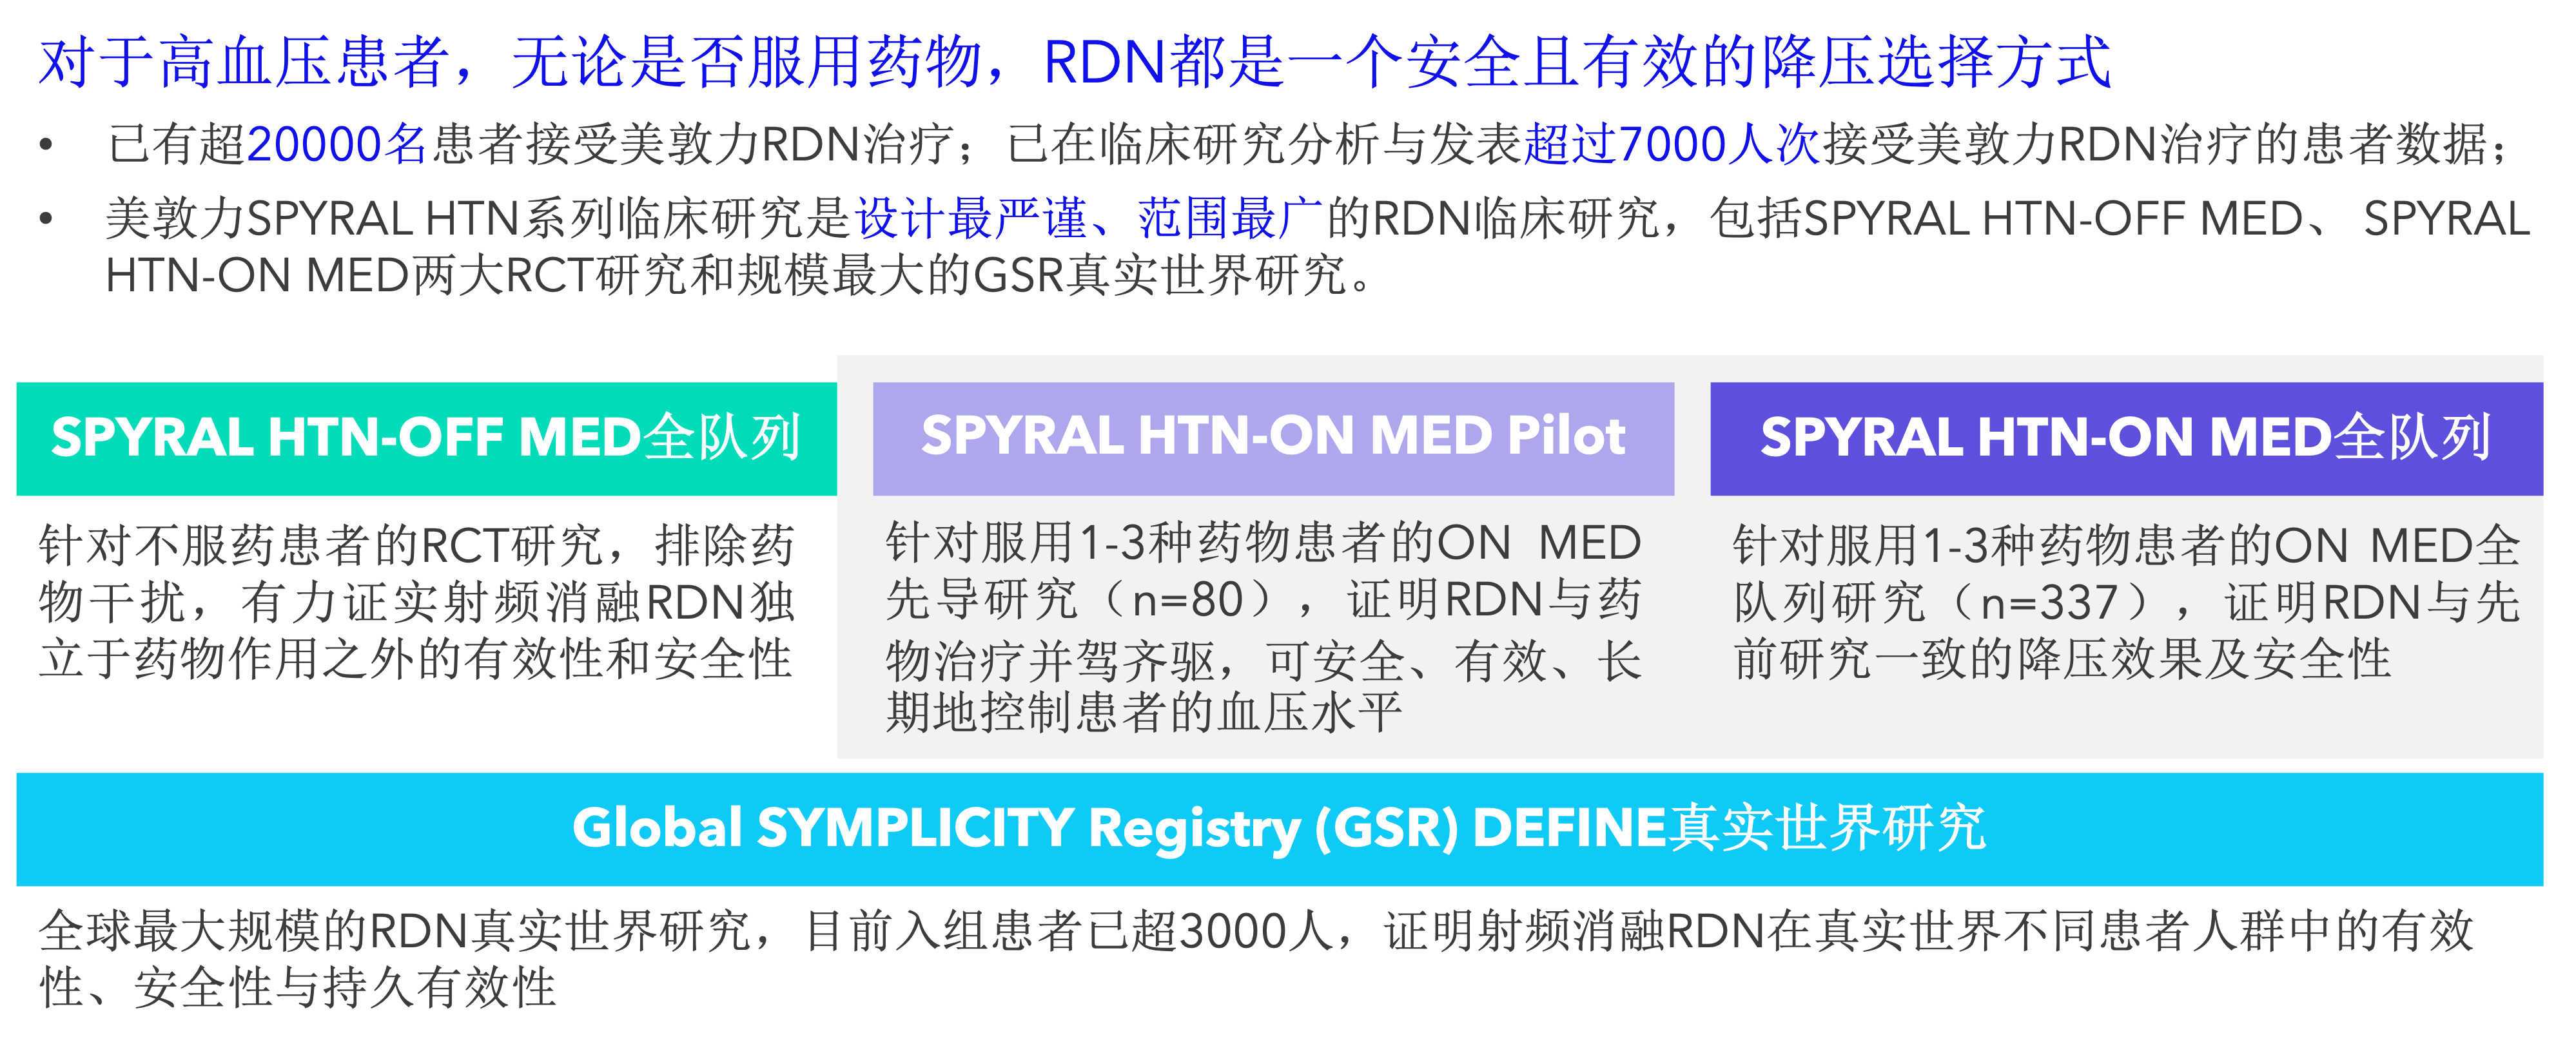 对于高血压患者，无论是否服用药物，RDN都是一个安全且有效的降压选择方式
• 已有超20000名患者接受美敦力RDN治疗；已在临床研究分析与发表超过7000人次接受美敦力RDN治疗的患者数据；
• 美敦力SPYRAL HTN系列临床研究是设计最严谨、范围最广的RDN临床研究，包括SPYRAL HTN-OFF MED、 SPYRAL
HTN-ON MED两大RCT研究和规模最大的GSR真实世界研究。
SPYRAL HTN-OFF MED全队列
针对不服药患者的RCT研究，排除药
物干扰，有力证实射频消融RDN独
立于药物作用之外的有效性和安全性
SPYRAL HTN-ON MED Pilot
针对服用1-3种药物患者的ON MED
先导研究（n=80），证明RDN与药
物治疗并驾齐驱，可安全、有效、长
期地控制患者的血压水平
SPYRAL HTN-ON MED全队列
针对服用1-3种药物患者的ON MED全
队列研究（n=337），证明RDN与先
前研究一致的降压效果及安全性
Global SYMPLICITY Registry (GSR) DEFINE真实世界研究
全球最大规模的RDN真实世界研究，目前入组患者已超3000人，证明射频消融RDN在真实世界不同患者人群中的有效
性、安全性与持久有效性